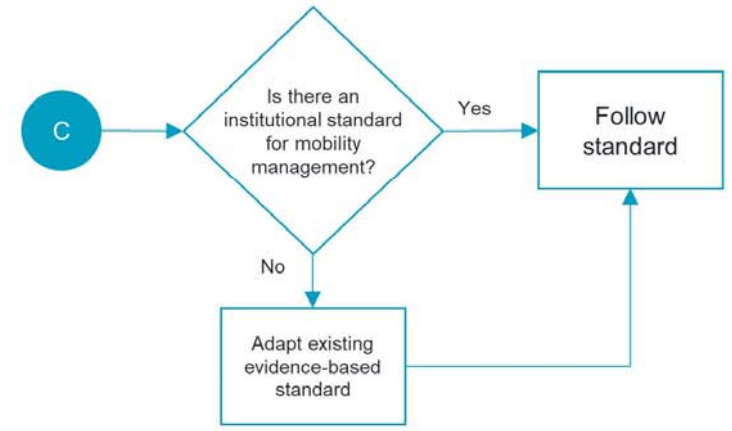 C
Is there an
institutional standard
for mobility
management?
Yes
Follow
standard
No
Adapt existing
evidence-based
standard